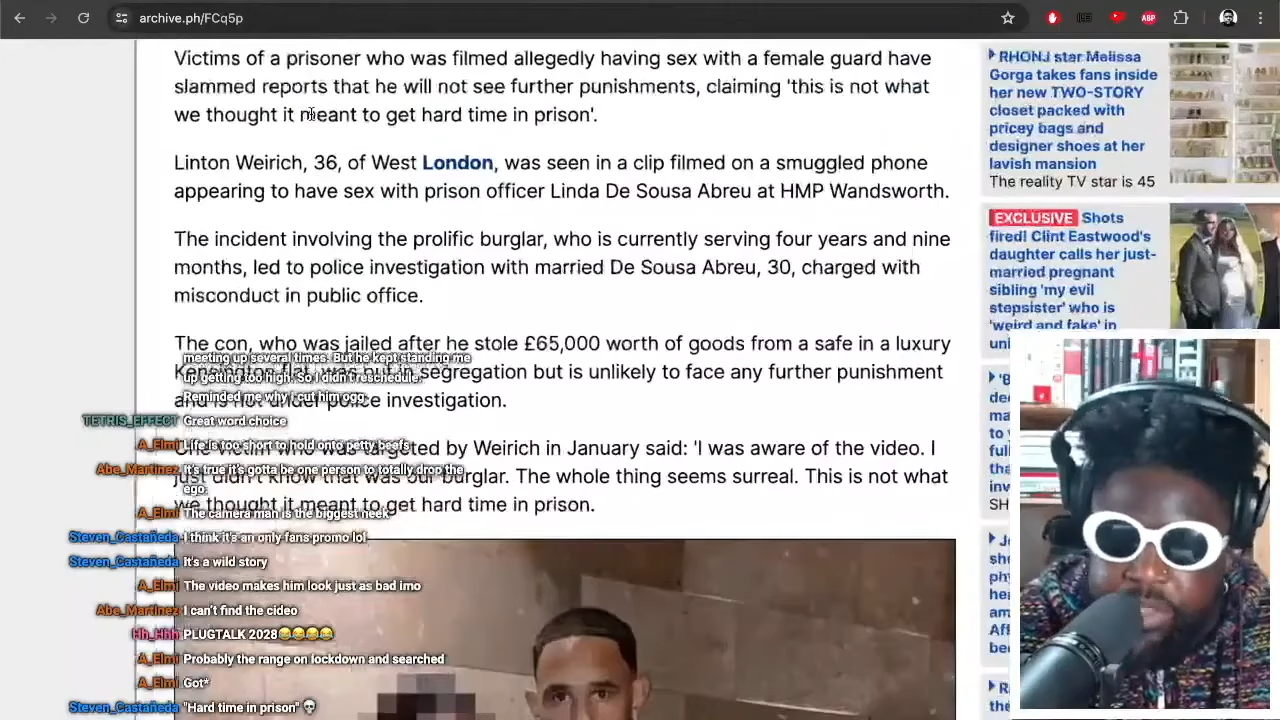 archive.ph/FCq5p
ABP
Victims of a prisoner who was filmed allegedly having sex with a female guard have
slammed reports that he will not see further punishments, claiming 'this is not what
we thought it meant to get hard time in prison'.
Linton Weirich, 36, of West London, was seen in a clip filmed on a smuggled phone
appearing to have sex with prison officer Linda De Sousa Abreu at HMP Wandsworth.
The incident involving the prolific burglar, who is currently serving four years and nine
months, led to police investigation with married De Sousa Abreu, 30, charged with
misconduct in public office.
The con, who was jailed after he stole £65,000 worth of goods from a safe in a luxury
segregation but is unlikely to face any further punishment
police investigation.
by Weirich in January said: 'I was aware of the video. I
burglar. The whole thing seems surreal. This is not what
we thought it meant to get hard time in prison.
meeting up several times. But he kept standing me
up getting too high. So I didn't reschedule.
Reminded me why I cut him off
TETRIS_EFFECT Great word choice
A_Elmi Life is too short to hold onto petty beefs
Abe_Martinez It's true it's gotta be one person to totally drop the
ego.
A_Elmi The camera man is the biggest neek
Steven_Castañeda I think it's an only fans promo lol
Steven_Castañeda It's a wild story
A_Elmi The video makes him look just as bad imo
Abe_Martinez I can't find the cideo
Hh_Hhh PLUGTALK 2028😂😂😂😂
A_Elmi Probably the range on lockdown and searched
A_Elmi Got*
Steven_Castañeda "Hard time in prison" 💀
RHONJ star Melissa
Gorga takes fans inside
her new TWO-STORY
closet packed with
pricey bags and
designer shoes at her
lavish mansion
The reality TV star is 45
EXCLUSIVE Shots
fired! Clint Eastwood's
daughter calls her just-
married pregnant
sibling 'my evil
stepsister' who is
'weird and fake' in